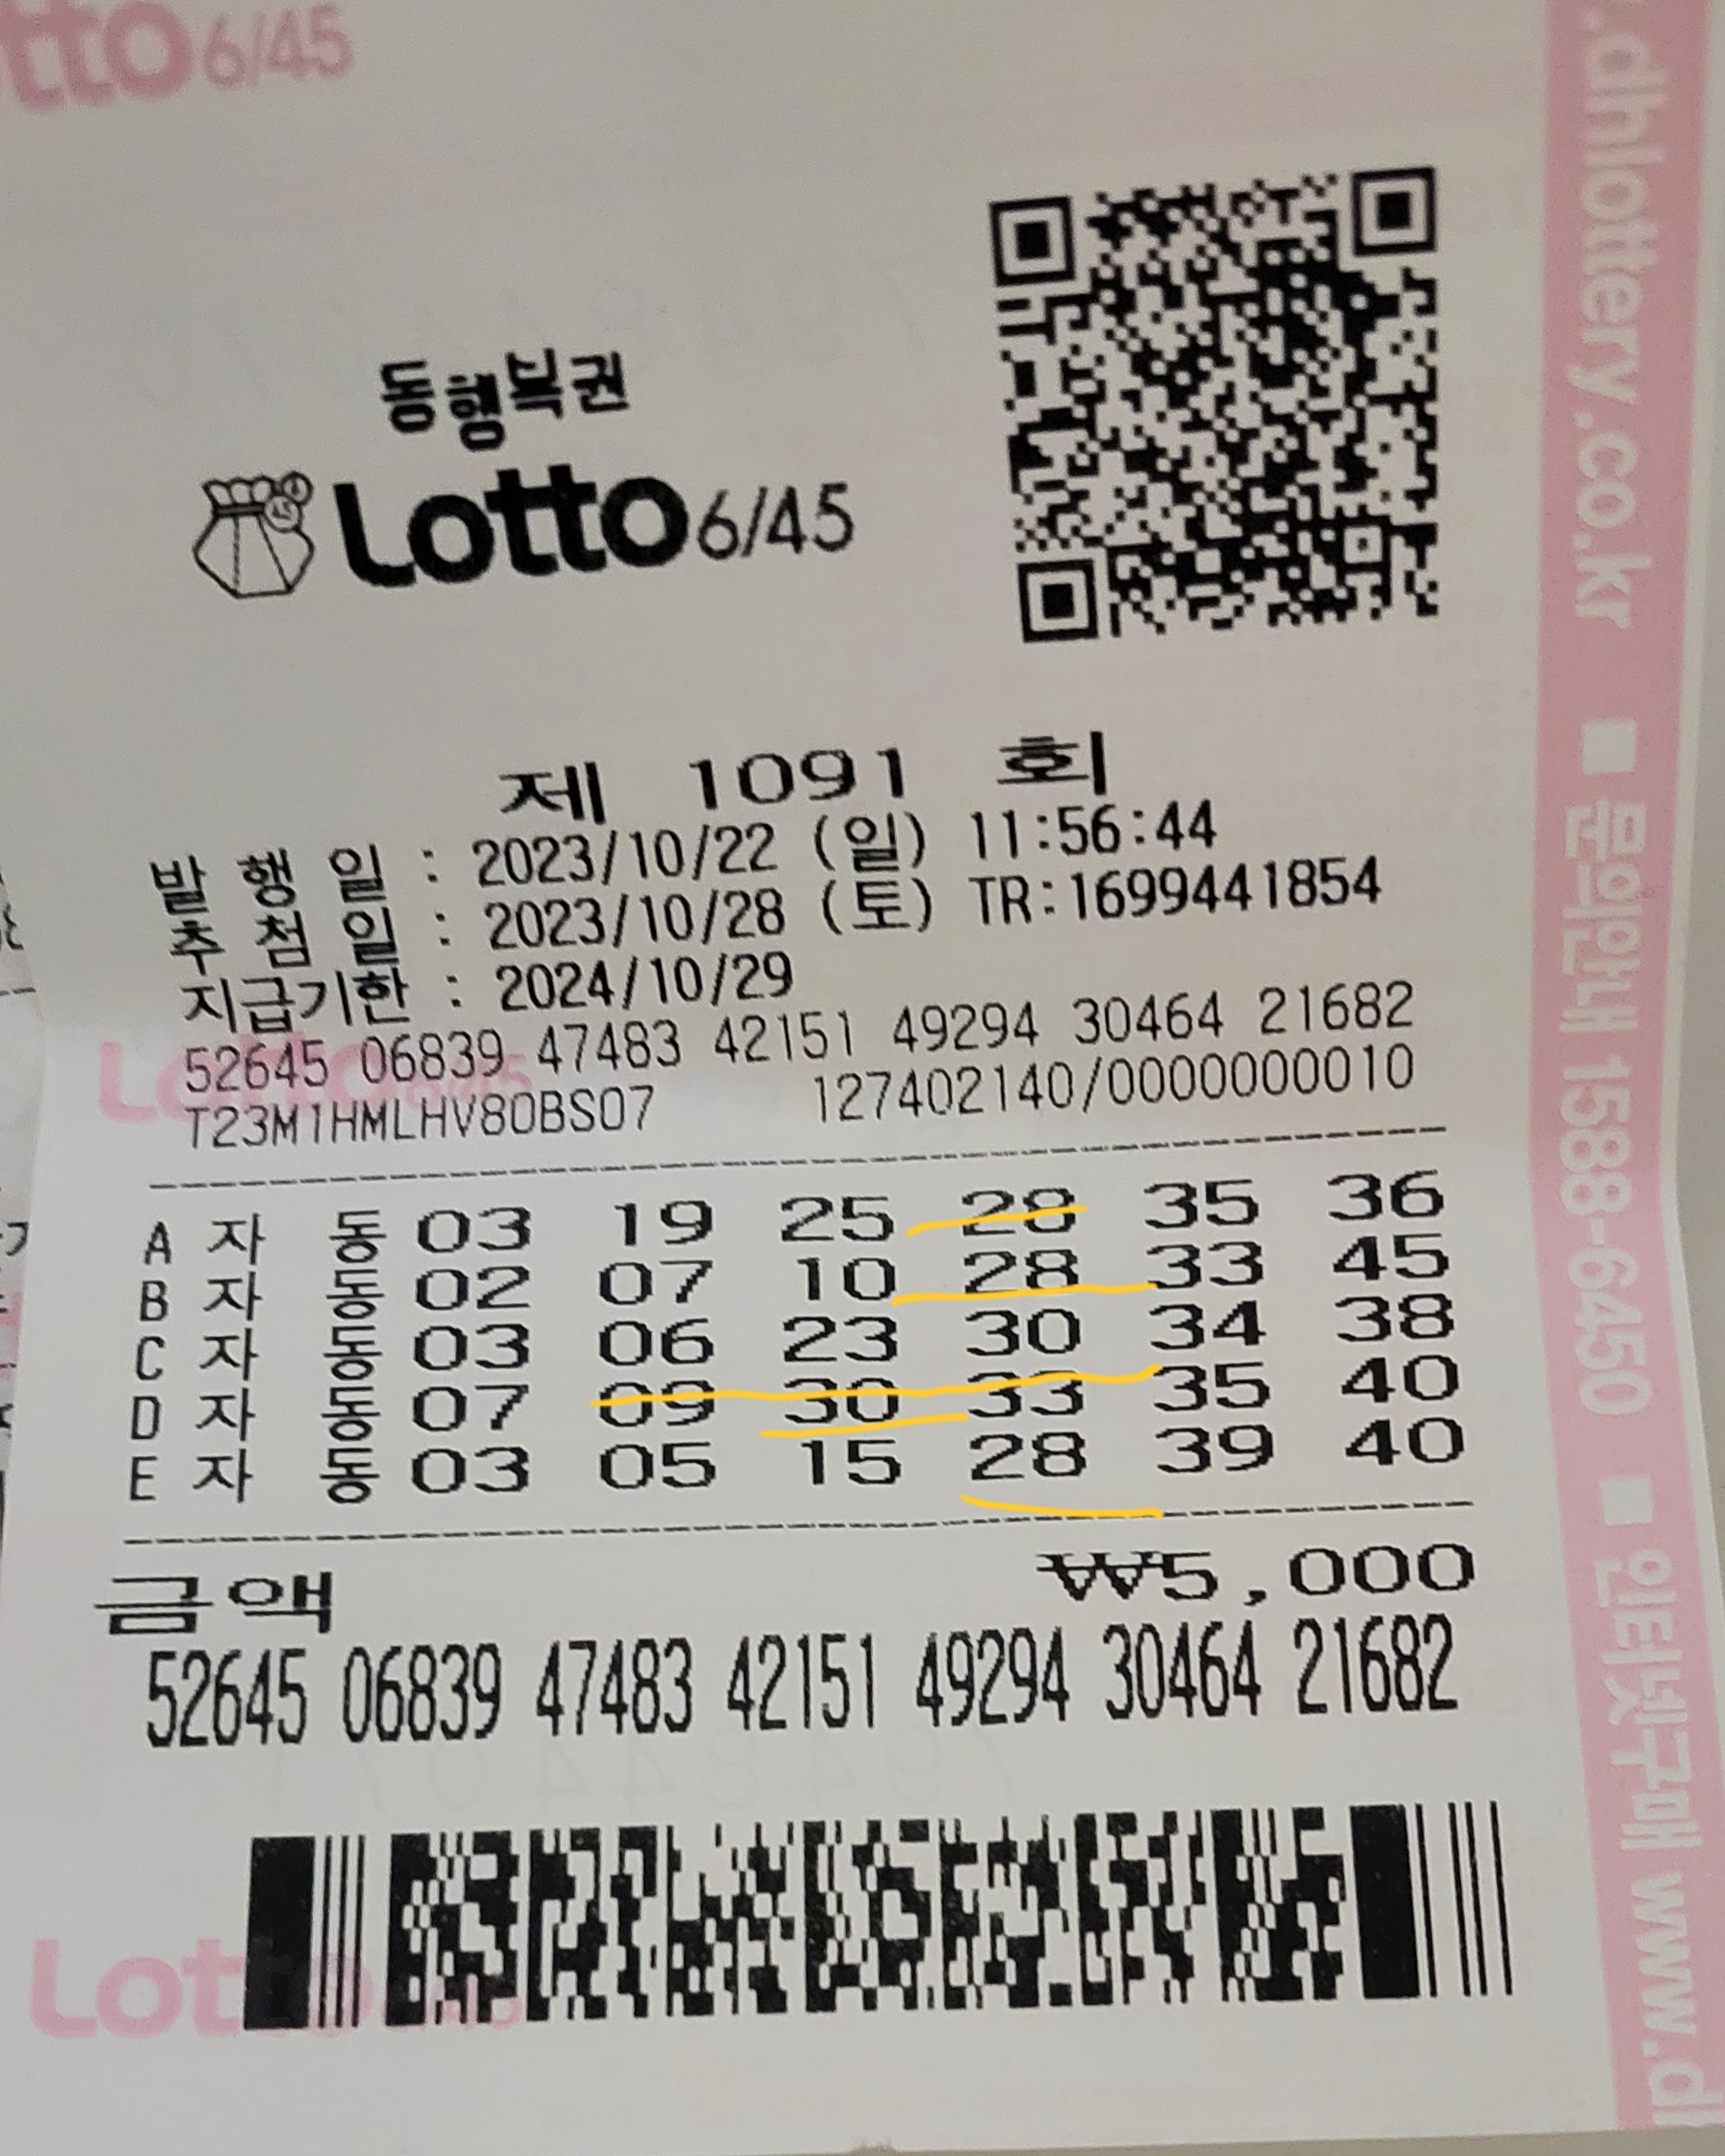 tto 6/45
동행복권
Lotto 6/45
제 1091 회
발 행 일 : 2023/10/22 (일) 11:56:44
추 첨 일 : 2023/10/28 (토) TR:1699441854
지급기한 : 2024/10/29
52645 06839 47483 42151 49294 30464 21682
T23M1HMLHV80BS07 127402140/0000000010
A 자 동 03 19 25 28 35 36
B 자 동 02 07 10 28 33 45
C 자 동 03 06 23 30 34 38
D 자 동 07 09 30 33 35 40
E 자 동 03 05 15 28 39 40
금액 ₩5,000
52645 06839 47483 42151 49294 30464 21682
Lott
.dhlottery.co.kr ■ 문의안내 1588-6450 ■ 인터넷구매 www.dl